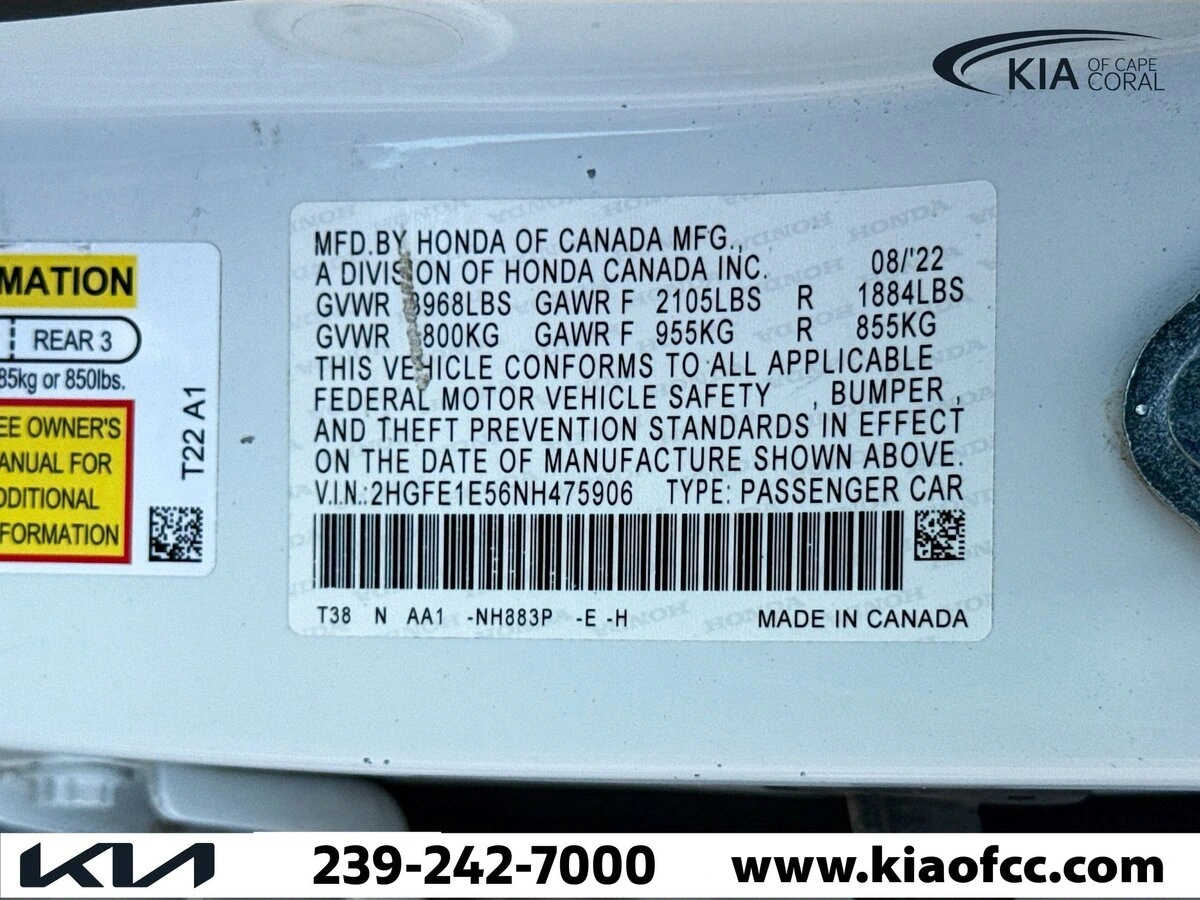 KIA OF CAPE CORAL
MFD.BY HONDA OF CANADA MFG.,
A DIVISION OF HONDA CANADA INC. 08/'22
GVWR 3968LBS GAWR F 2105LBS R 1884LBS
GVWR 800KG GAWR F 955KG R 855KG
THIS VEHICLE CONFORMS TO ALL APPLICABLE
FEDERAL MOTOR VEHICLE SAFETY , BUMPER ,
AND THEFT PREVENTION STANDARDS IN EFFECT
ON THE DATE OF MANUFACTURE SHOWN ABOVE.
V.I.N.:2HGFE1E56NH475906 TYPE: PASSENGER CAR
T38 N AA1 -NH883P -E -H MADE IN CANADA
MATION
REAR 3
85kg or 850lbs.
EE OWNER'S
ANUAL FOR
DDITIONAL
FORMATION
T22 A1
KIA 239-242-7000 www.kiaofcc.com